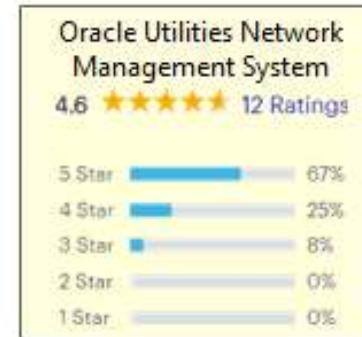 Oracle Utilities Network
Management System
4.6 12 Ratings
5 Star 67%
4 Star 25%
3 Star 8%
2 Star 0%
1 Star 0%